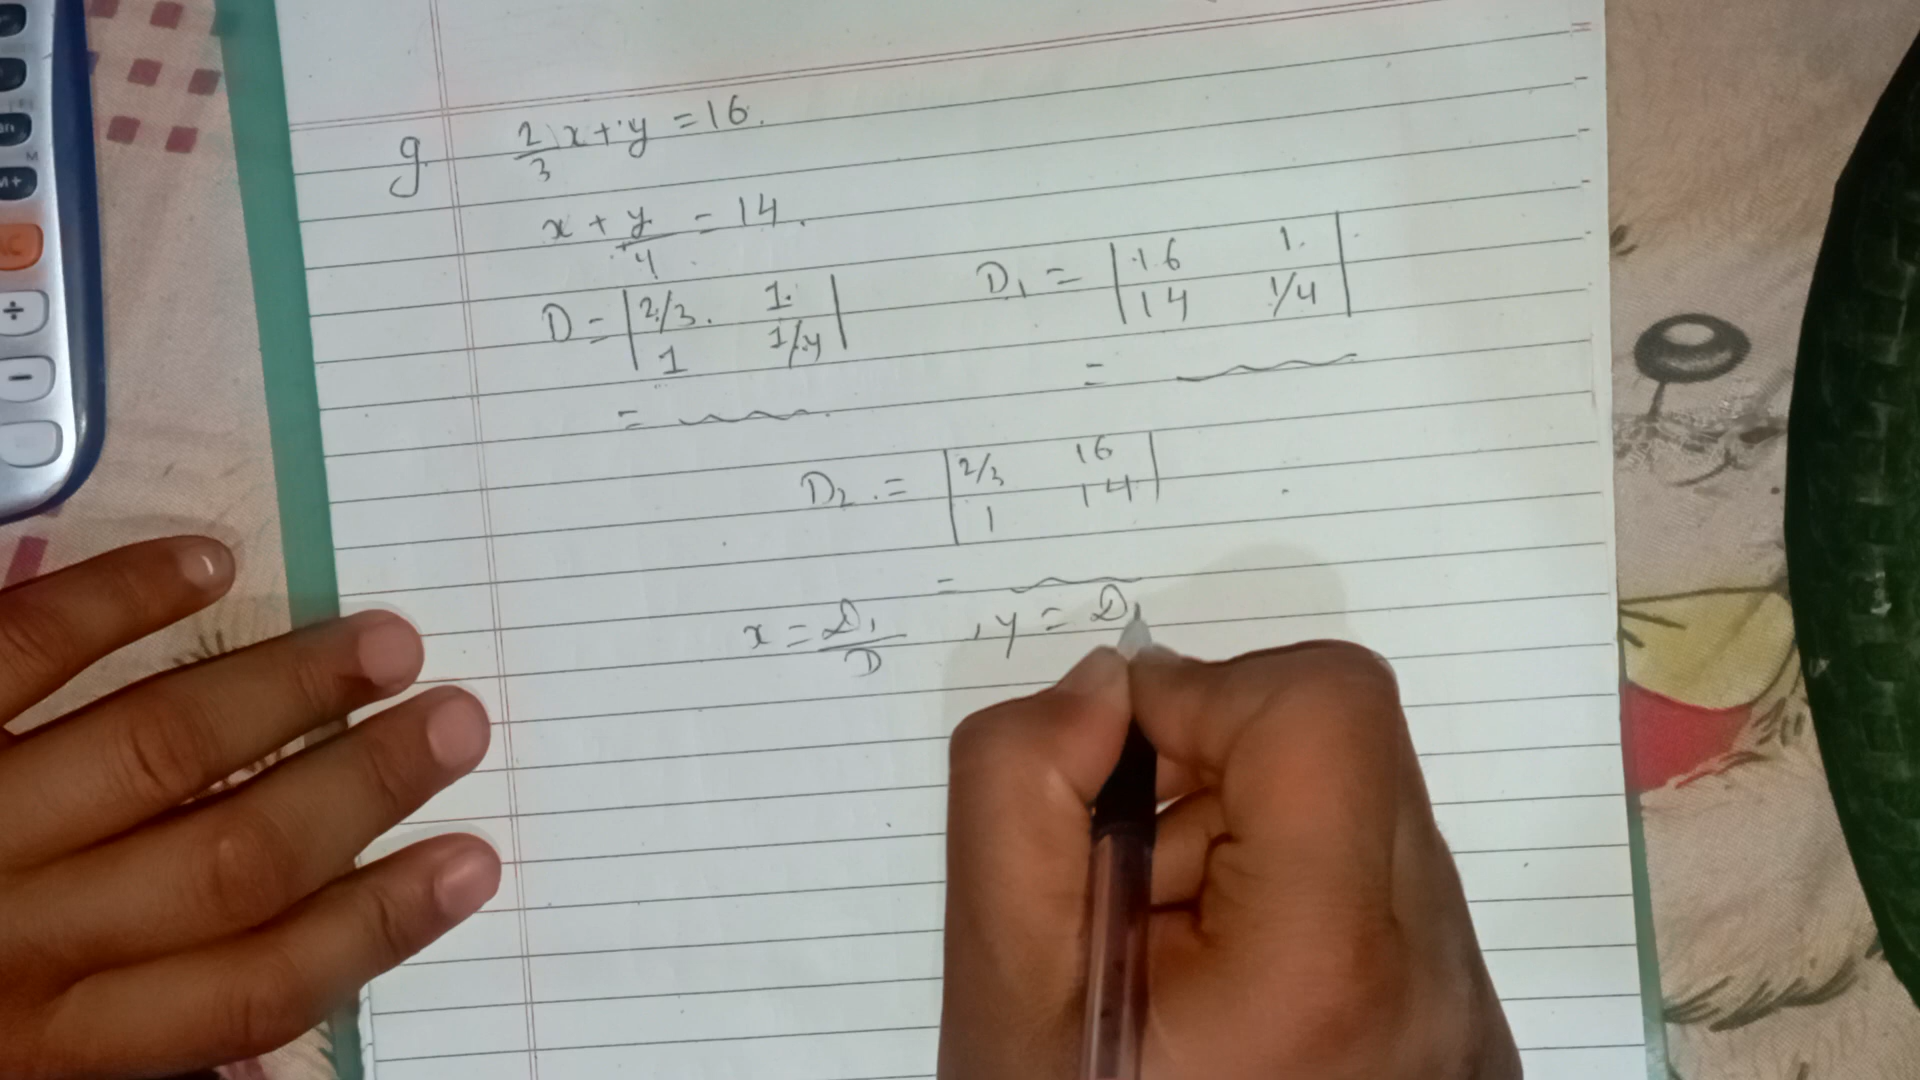 g. 2/3 x + y = 16.
x + y/4 = 14.
D = | 2/3 1 |
| 1 1/4 |
D₁ = | 16 1 |
| 14 1/4 |
=
=
D₂ = | 2/3 16 |
| 1 14 |
=
x = D₁/D , y = D
AC
÷
−
M+
M